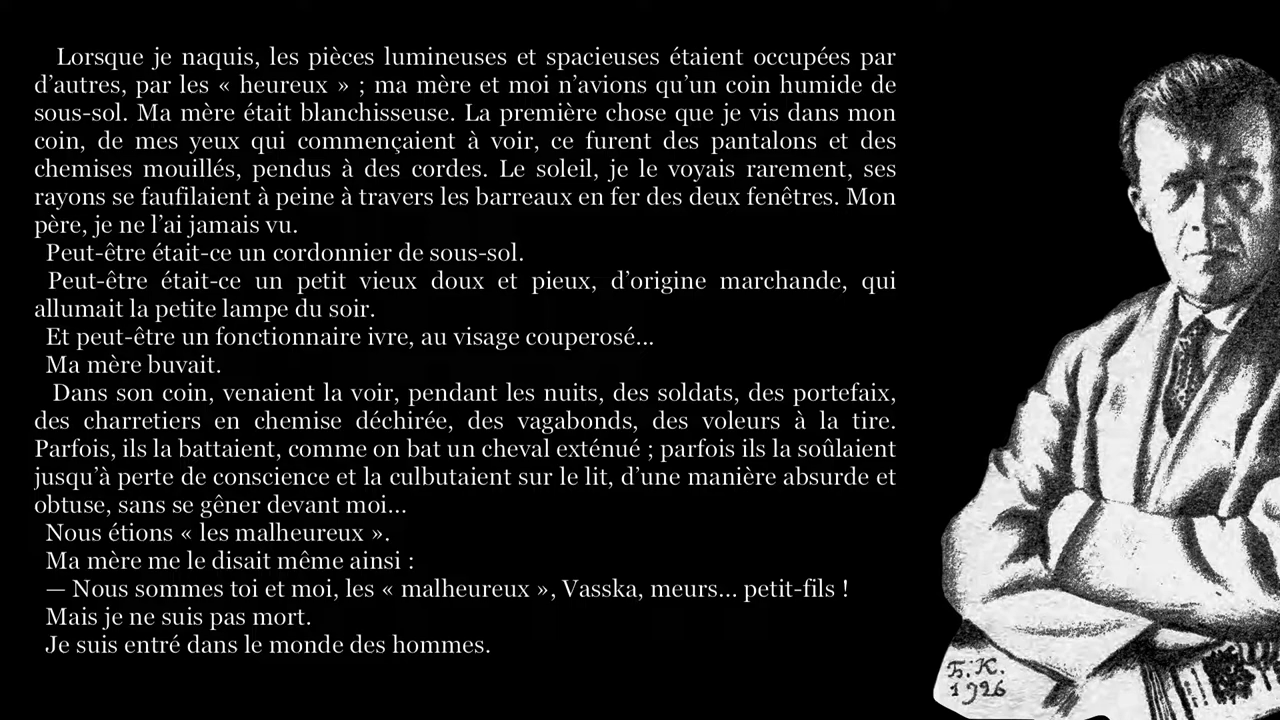 Lorsque je naquis, les pièces lumineuses et spacieuses étaient occupées par
d’autres, par les « heureux » ; ma mère et moi n’avions qu’un coin humide de
sous-sol. Ma mère était blanchisseuse. La première chose que je vis dans mon
coin, de mes yeux qui commençaient à voir, ce furent des pantalons et des
chemises mouillés, pendus à des cordes. Le soleil, je le voyais rarement, ses
rayons se faufilaient à peine à travers les barreaux en fer des deux fenêtres. Mon
père, je ne l’ai jamais vu.
Peut-être était-ce un cordonnier de sous-sol.
Peut-être était-ce un petit vieux doux et pieux, d’origine marchande, qui
allumait la petite lampe du soir.
Et peut-être un fonctionnaire ivre, au visage couperosé...
Ma mère buvait.
Dans son coin, venaient la voir, pendant les nuits, des soldats, des portefaix,
des charretiers en chemise déchirée, des vagabonds, des voleurs à la tire.
Parfois, ils la battaient, comme on bat un cheval exténué ; parfois ils la soûlaient
jusqu’à perte de conscience et la culbutaient sur le lit, d’une manière absurde et
obtuse, sans se gêner devant moi...
Nous étions « les malheureux ».
Ma mère me le disait même ainsi :
— Nous sommes toi et moi, les « malheureux », Vasska, meurs... petit-fils !
Mais je ne suis pas mort.
Je suis entré dans le monde des hommes.
Б.К.
1926